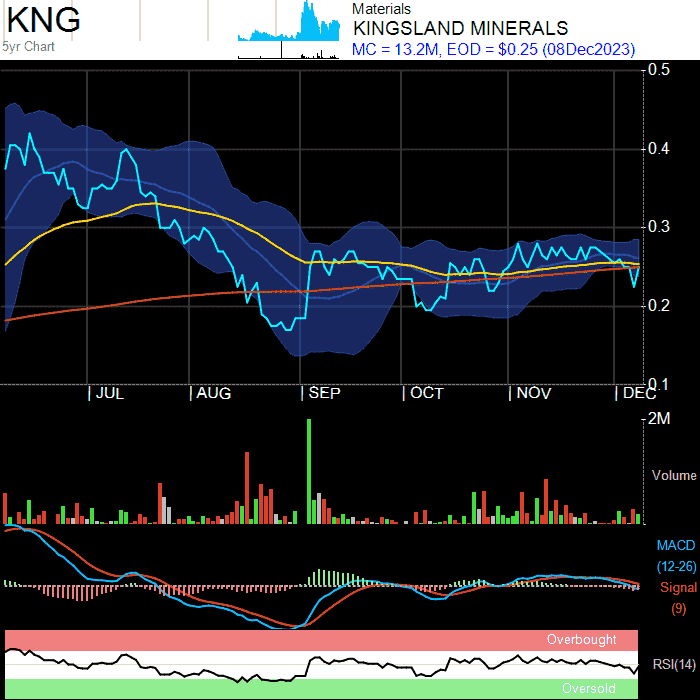 KNG
5yr Chart
Materials
KINGSLAND MINERALS
MC = 13.2M, EOD = $0.25 (08Dec2023)
0.5
0.4
0.3
0.2
0.1
JUL AUG SEP OCT NOV DEC
2M
Volume
MACD
(12-26)
Signal
(9)
Overbought
RSI(14)
Oversold